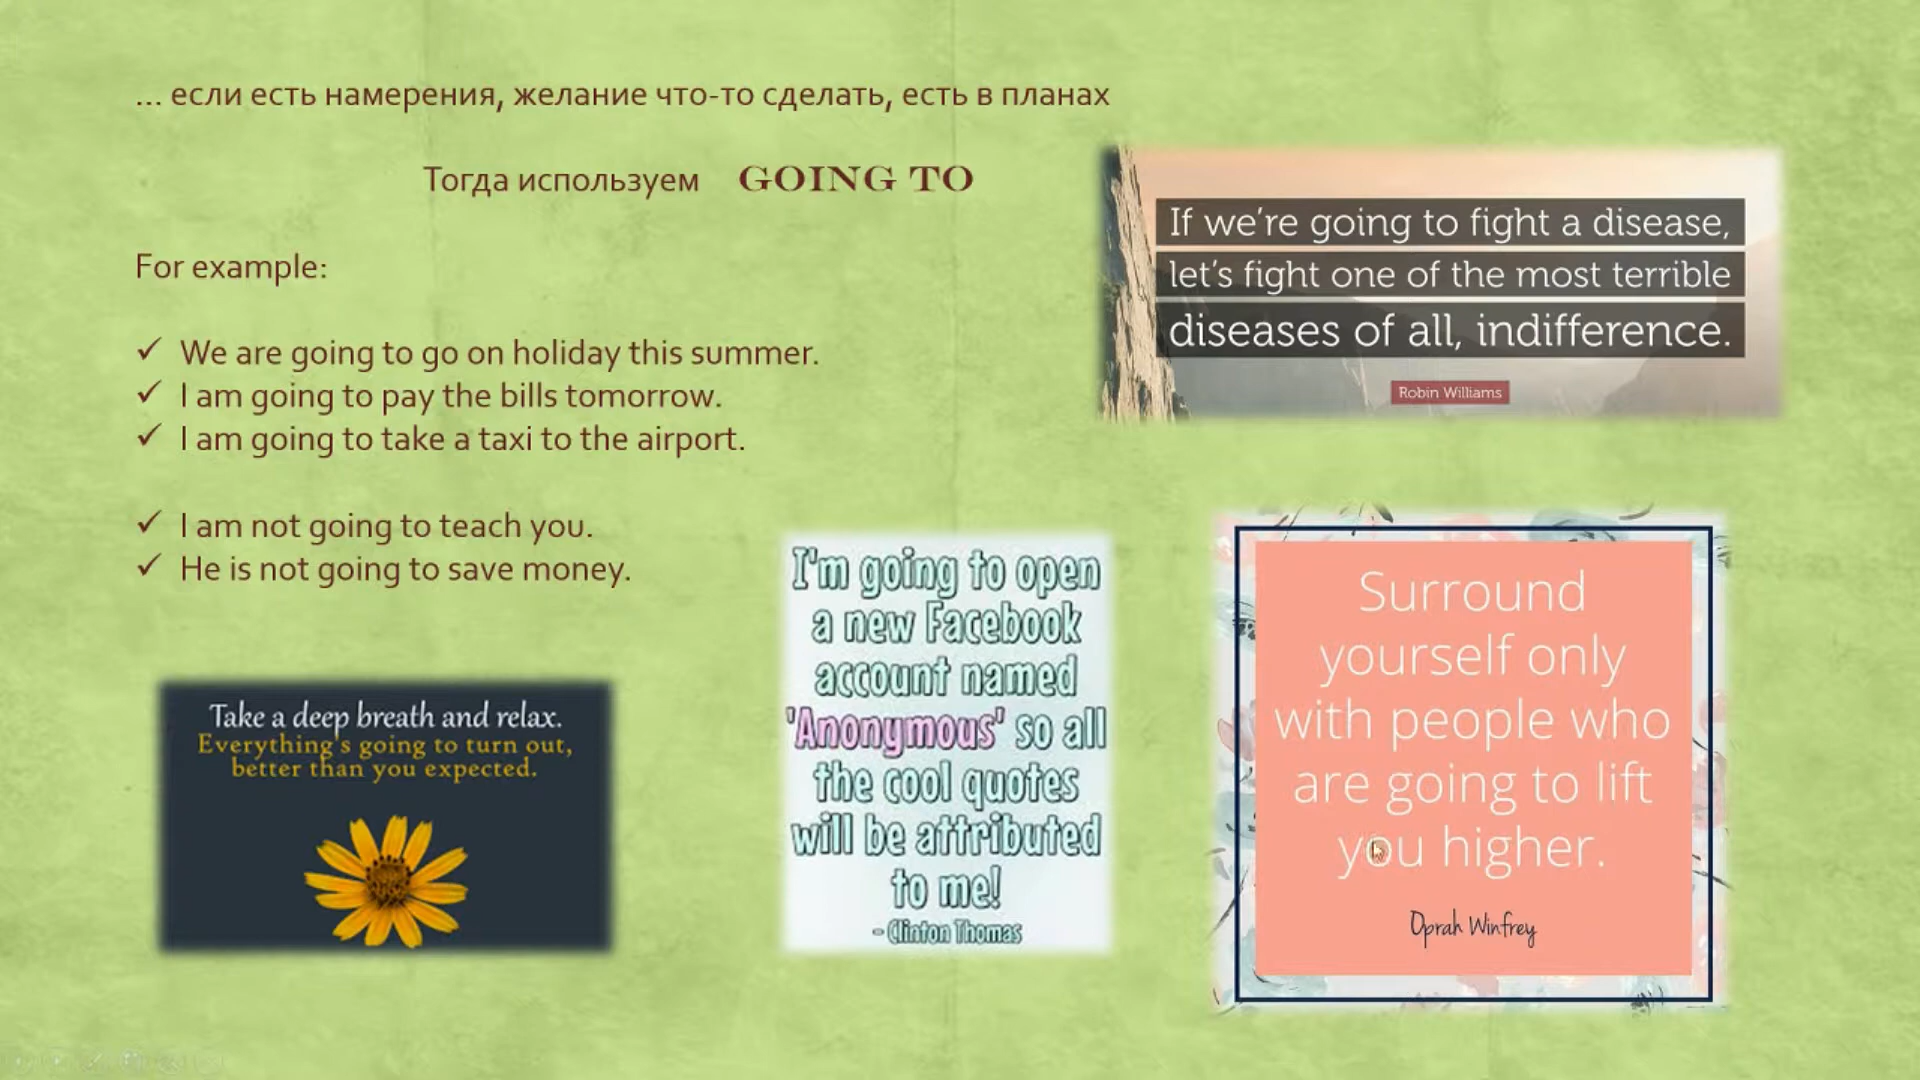 ... если есть намерения, желание что-то сделать, есть в планах
Тогда используем GOING TO
For example:
✓ We are going to go on holiday this summer.
✓ I am going to pay the bills tomorrow.
✓ I am going to take a taxi to the airport.
✓ I am not going to teach you.
✓ He is not going to save money.
If we're going to fight a disease,
let's fight one of the most terrible
diseases of all, indifference.
Robin Williams
Take a deep breath and relax.
Everything's going to turn out,
better than you expected.
I'm going to open
a new Facebook
account named
'Anonymous' so all
the cool quotes
will be attributed
to me!
- Clinton Thomas
Surround
yourself only
with people who
are going to lift
you higher.
Oprah Winfrey